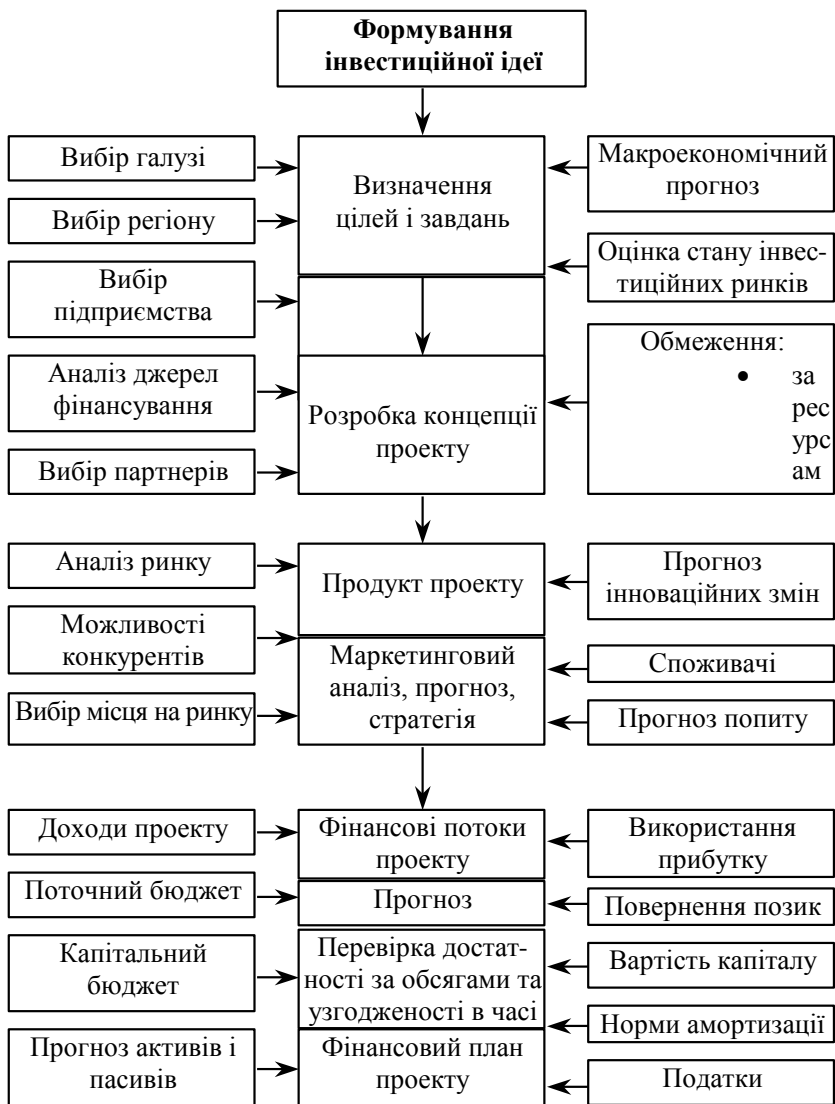 Формування
інвестиційної ідеї
Вибір галузі
Вибір регіону
Вибір
підприємства
Аналіз джерел
фінансування
Вибір партнерів
Визначення
цілей і завдань
Розробка концепції
проекту
Макроекономічний
прогноз
Оцінка стану інвес-
тиційних ринків
Обмеження:
• за
рес
урс
ам
Аналіз ринку
Можливості
конкурентів
Вибір місця на ринку
Продукт проекту
Маркетинговий
аналіз, прогноз,
стратегія
Прогноз
інноваційних змін
Споживачі
Прогноз попиту
Доходи проекту
Поточний бюджет
Капітальний
бюджет
Прогноз активів і
пасивів
Фінансові потоки
проекту
Прогноз
Перевірка достат-
ності за обсягами та
узгодженості в часі
Фінансовий план
проекту
Використання
прибутку
Повернення позик
Вартість капіталу
Норми амортизації
Податки